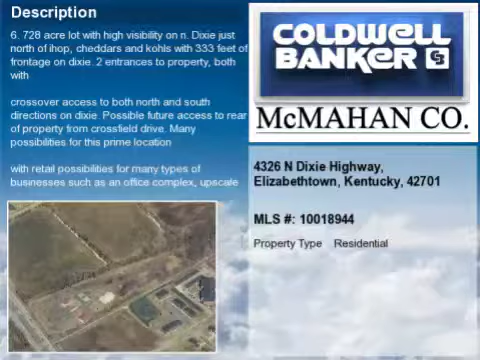 Description
6. 728 acre lot with high visibility on n. Dixie just
north of ihop, cheddars and kohls with 333 feet of
frontage on dixie. 2 entrances to property, both
with
crossover access to both north and south
directions on dixie. Possible future access to rear
of property from crossfield drive. Many
possibilities for this prime location
with retail possibilities for many types of
businesses such as an office complex, upscale
COLDWELL
BANKER CB
MCMAHAN CO.
4326 N Dixie Highway,
Elizabethtown, Kentucky, 42701
MLS #: 10018944
Property Type Residential